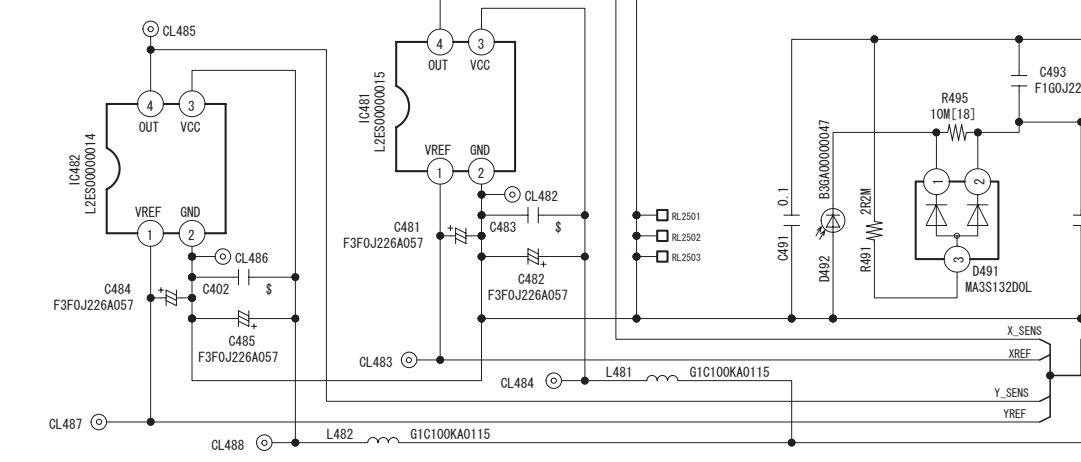 CL485
4
3
OUT
VCC
IC482
L2ES00000014
VREF
GND
1
2
CL486
C484
F3F0J226A057
+
C402
$
+
C485
F3F0J226A057
CL487
CL488
L482
G1C100KA0115
4
3
OUT
VCC
IC481
L2ES00000015
VREF
GND
1
2
CL482
C481
F3F0J226A057
+
C483
$
+
C482
F3F0J226A057
CL483
CL484
L481
G1C100KA0115
RL2501
RL2502
RL2503
C491
0.1
D492
B3GA00000047
R491
2R2M
R495
10M[18]
1
2
3
D491
MA3S132D0L
C493
F1G0J22
X_SENS
XREF
Y_SENS
YREF